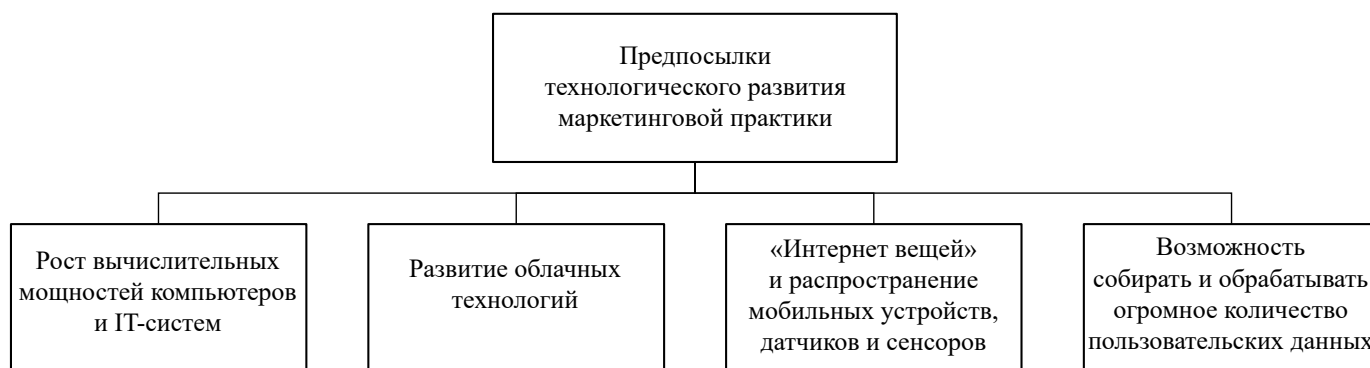 Предпосылки
технологического развития
маркетинговой практики
Рост вычислительных
мощностей компьютеров
и IT-систем
Развитие облачных
технологий
«Интернет вещей»
и распространение
мобильных устройств,
датчиков и сенсоров
Возможность
собирать и обрабатывать
огромное количество
пользовательских данных